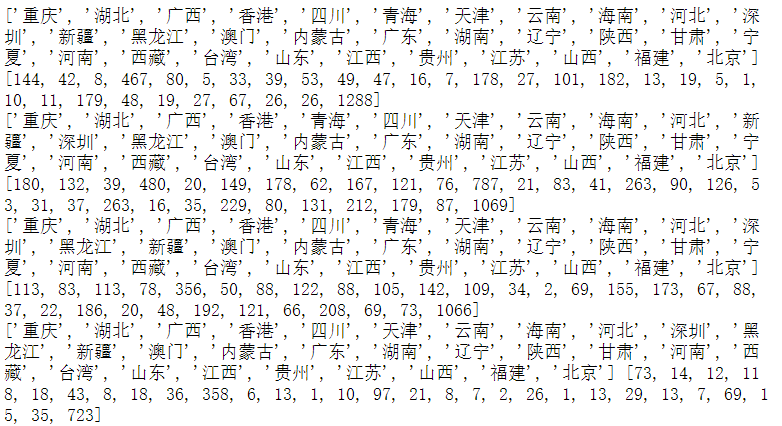 ['重庆', '湖北', '广西', '香港', '四川', '青海', '天津', '云南', '海南', '河北', '深
圳', '新疆', '黑龙江', '澳门', '内蒙古', '广东', '湖南', '辽宁', '陕西', '甘肃', '宁
夏', '河南', '西藏', '台湾', '山东', '江西', '贵州', '江苏', '山西', '福建', '北京']
[144, 42, 8, 467, 80, 5, 33, 39, 53, 49, 47, 16, 7, 178, 27, 101, 182, 13, 19, 5, 1,
10, 11, 179, 48, 19, 27, 67, 26, 26, 1288]
['重庆', '湖北', '广西', '香港', '青海', '四川', '天津', '云南', '海南', '河北', '新
疆', '深圳', '黑龙江', '澳门', '内蒙古', '广东', '湖南', '辽宁', '陕西', '甘肃', '宁
夏', '河南', '西藏', '台湾', '山东', '江西', '贵州', '江苏', '山西', '福建', '北京']
[180, 132, 39, 480, 20, 149, 178, 62, 167, 121, 76, 787, 21, 83, 41, 263, 90, 126, 5
3, 31, 37, 263, 16, 35, 229, 80, 131, 212, 179, 87, 1069]
['重庆', '湖北', '广西', '香港', '四川', '青海', '天津', '云南', '海南', '河北', '深
圳', '黑龙江', '新疆', '澳门', '内蒙古', '广东', '湖南', '辽宁', '陕西', '甘肃', '宁
夏', '河南', '西藏', '台湾', '山东', '江西', '贵州', '江苏', '山西', '福建', '北京']
[113, 83, 113, 78, 356, 50, 88, 122, 88, 105, 142, 109, 34, 2, 69, 155, 173, 67, 88,
37, 22, 186, 20, 48, 192, 121, 66, 208, 69, 73, 1066]
['重庆', '湖北', '广西', '香港', '四川', '天津', '云南', '海南', '河北', '深圳', '黑
龙江', '新疆', '澳门', '内蒙古', '广东', '湖南', '辽宁', '陕西', '甘肃', '河南', '西
藏', '台湾', '山东', '江西', '贵州', '江苏', '山西', '福建', '北京'] [73, 14, 12, 11
8, 18, 43, 8, 18, 36, 358, 6, 13, 1, 10, 97, 21, 8, 7, 2, 26, 1, 13, 29, 13, 7, 69, 1
5, 35, 723]